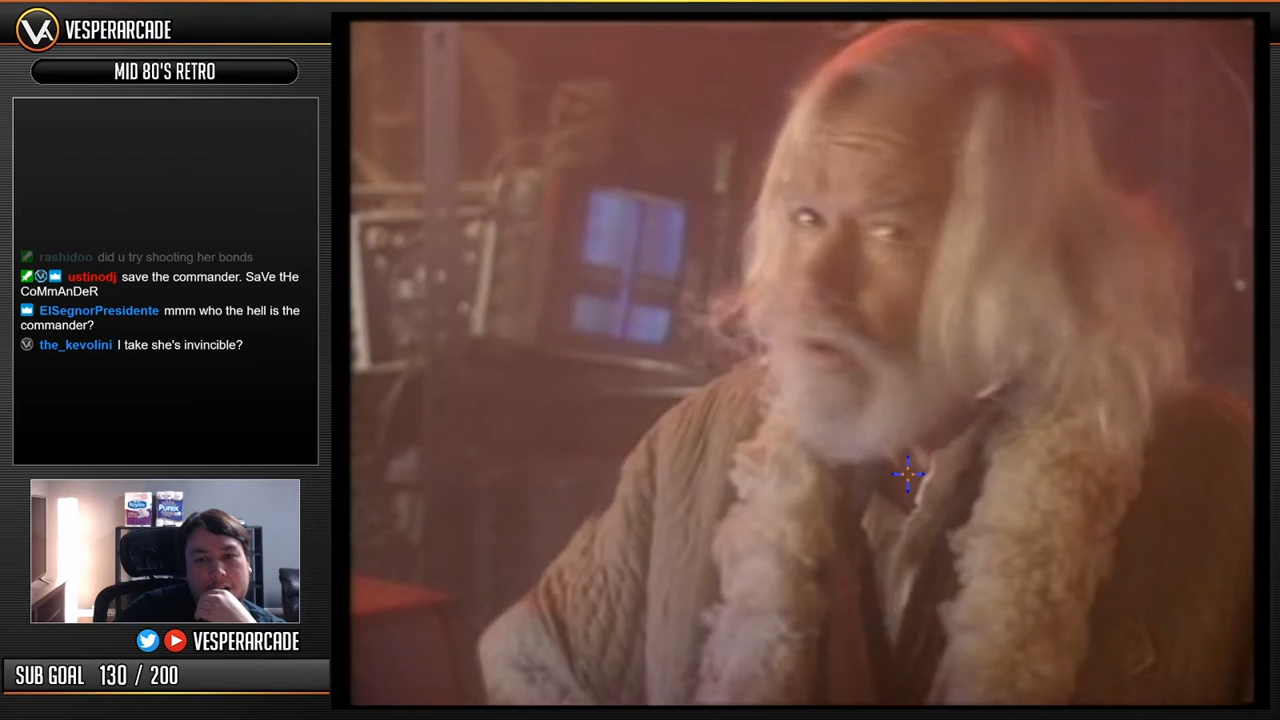 VESPERARCADE
MID 80'S RETRO
rashidoo did u try shooting her bonds
ustinodj save the commander. SaVe tHe
CoMmAnDeR
ElSegnorPresidente mmm who the hell is the
commander?
the_kevolini I take she's invincible?
VESPERARCADE
SUB GOAL 130 / 200